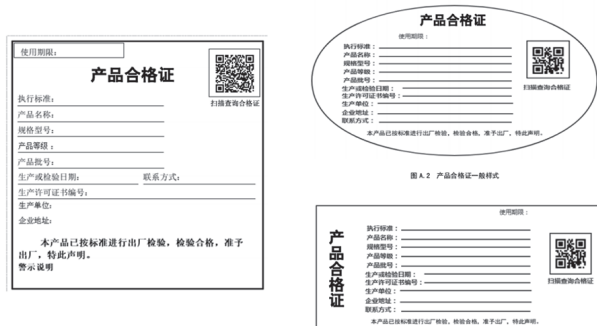 使用期限:
产品合格证
扫描查询合格证
执行标准:
产品名称:
规格型号:
产品等级:
产品批号:
生产或检验日期: 联系方式:
生产许可证书编号:
生产单位:
企业地址:
本产品已按标准进行出厂检验，检验合格，准予
出厂，特此声明。
警示说明
产品合格证
使用期限:
执行标准:
产品名称:
规格型号:
产品等级:
产品批号:
生产或检验日期:
生产许可证书编号:
生产单位:
企业地址:
联系方式:
扫描查询合格证
本产品已按标准进行出厂检验，检验合格，准予出厂，特此声明。
图 A.2 产品合格证一般样式
使用期限:
产品合格证
执行标准:
产品名称:
规格型号:
产品等级:
产品批号:
生产或检验日期:
生产许可证书编号:
生产单位:
企业地址:
联系方式:
扫描查询合格证
本产品已按标准进行出厂检验，检验合格，准予出厂，特此声明。